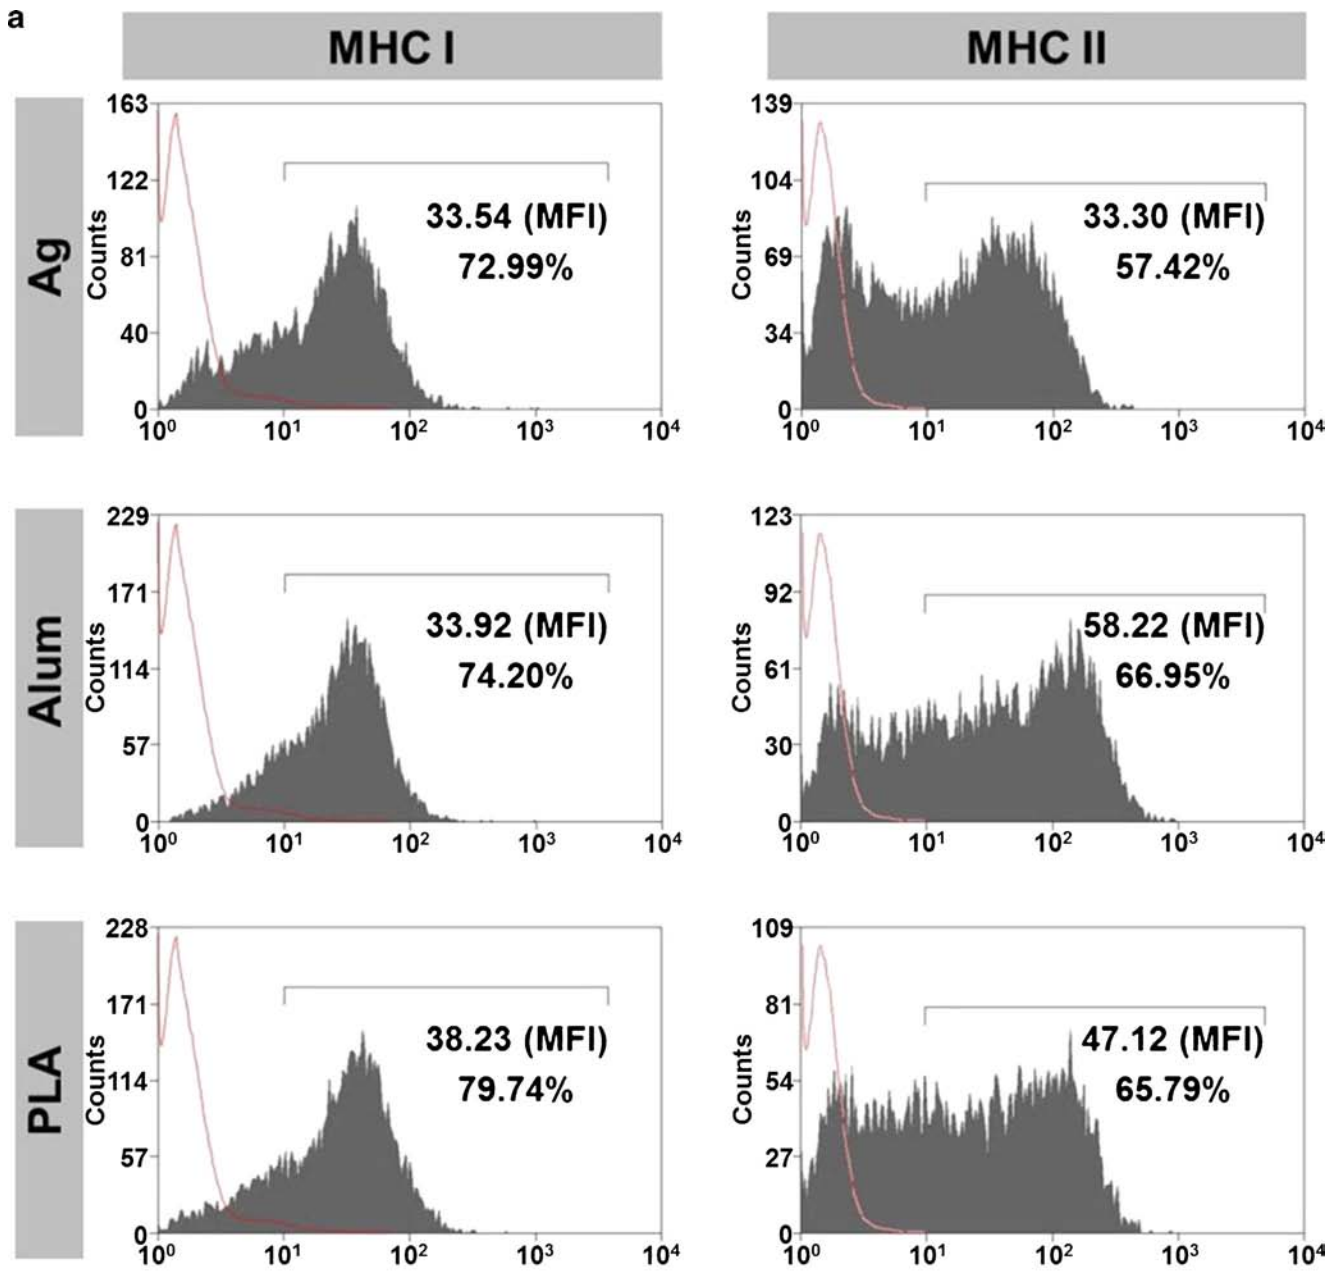 a
MHC I
MHC II
Ag
Counts
163
122
81
40
0
10⁰ 10¹ 10² 10³ 10⁴
33.54 (MFI)
72.99%
Counts
139
104
69
34
0
10⁰ 10¹ 10² 10³ 10⁴
33.30 (MFI)
57.42%
Alum
Counts
229
171
114
57
0
10⁰ 10¹ 10² 10³ 10⁴
33.92 (MFI)
74.20%
Counts
123
92
61
30
0
10⁰ 10¹ 10² 10³ 10⁴
58.22 (MFI)
66.95%
PLA
Counts
228
171
114
57
0
10⁰ 10¹ 10² 10³ 10⁴
38.23 (MFI)
79.74%
Counts
109
81
54
27
0
10⁰ 10¹ 10² 10³ 10⁴
47.12 (MFI)
65.79%